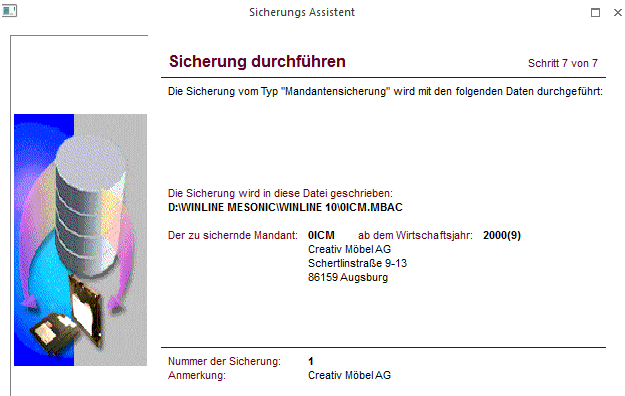 Sicherungs Assistent
Sicherung durchführen Schritt 7 von 7
Die Sicherung vom Typ "Mandantensicherung" wird mit den folgenden Daten durchgeführt:
Die Sicherung wird in diese Datei geschrieben:
D:\WINLINE MESONIC\WINLINE 10\0ICM.MBAC
Der zu sichernde Mandant: 0ICM ab dem Wirtschaftsjahr: 2000(9)
Creativ Möbel AG
Schertlinstraße 9-13
86159 Augsburg
Nummer der Sicherung: 1
Anmerkung: Creativ Möbel AG